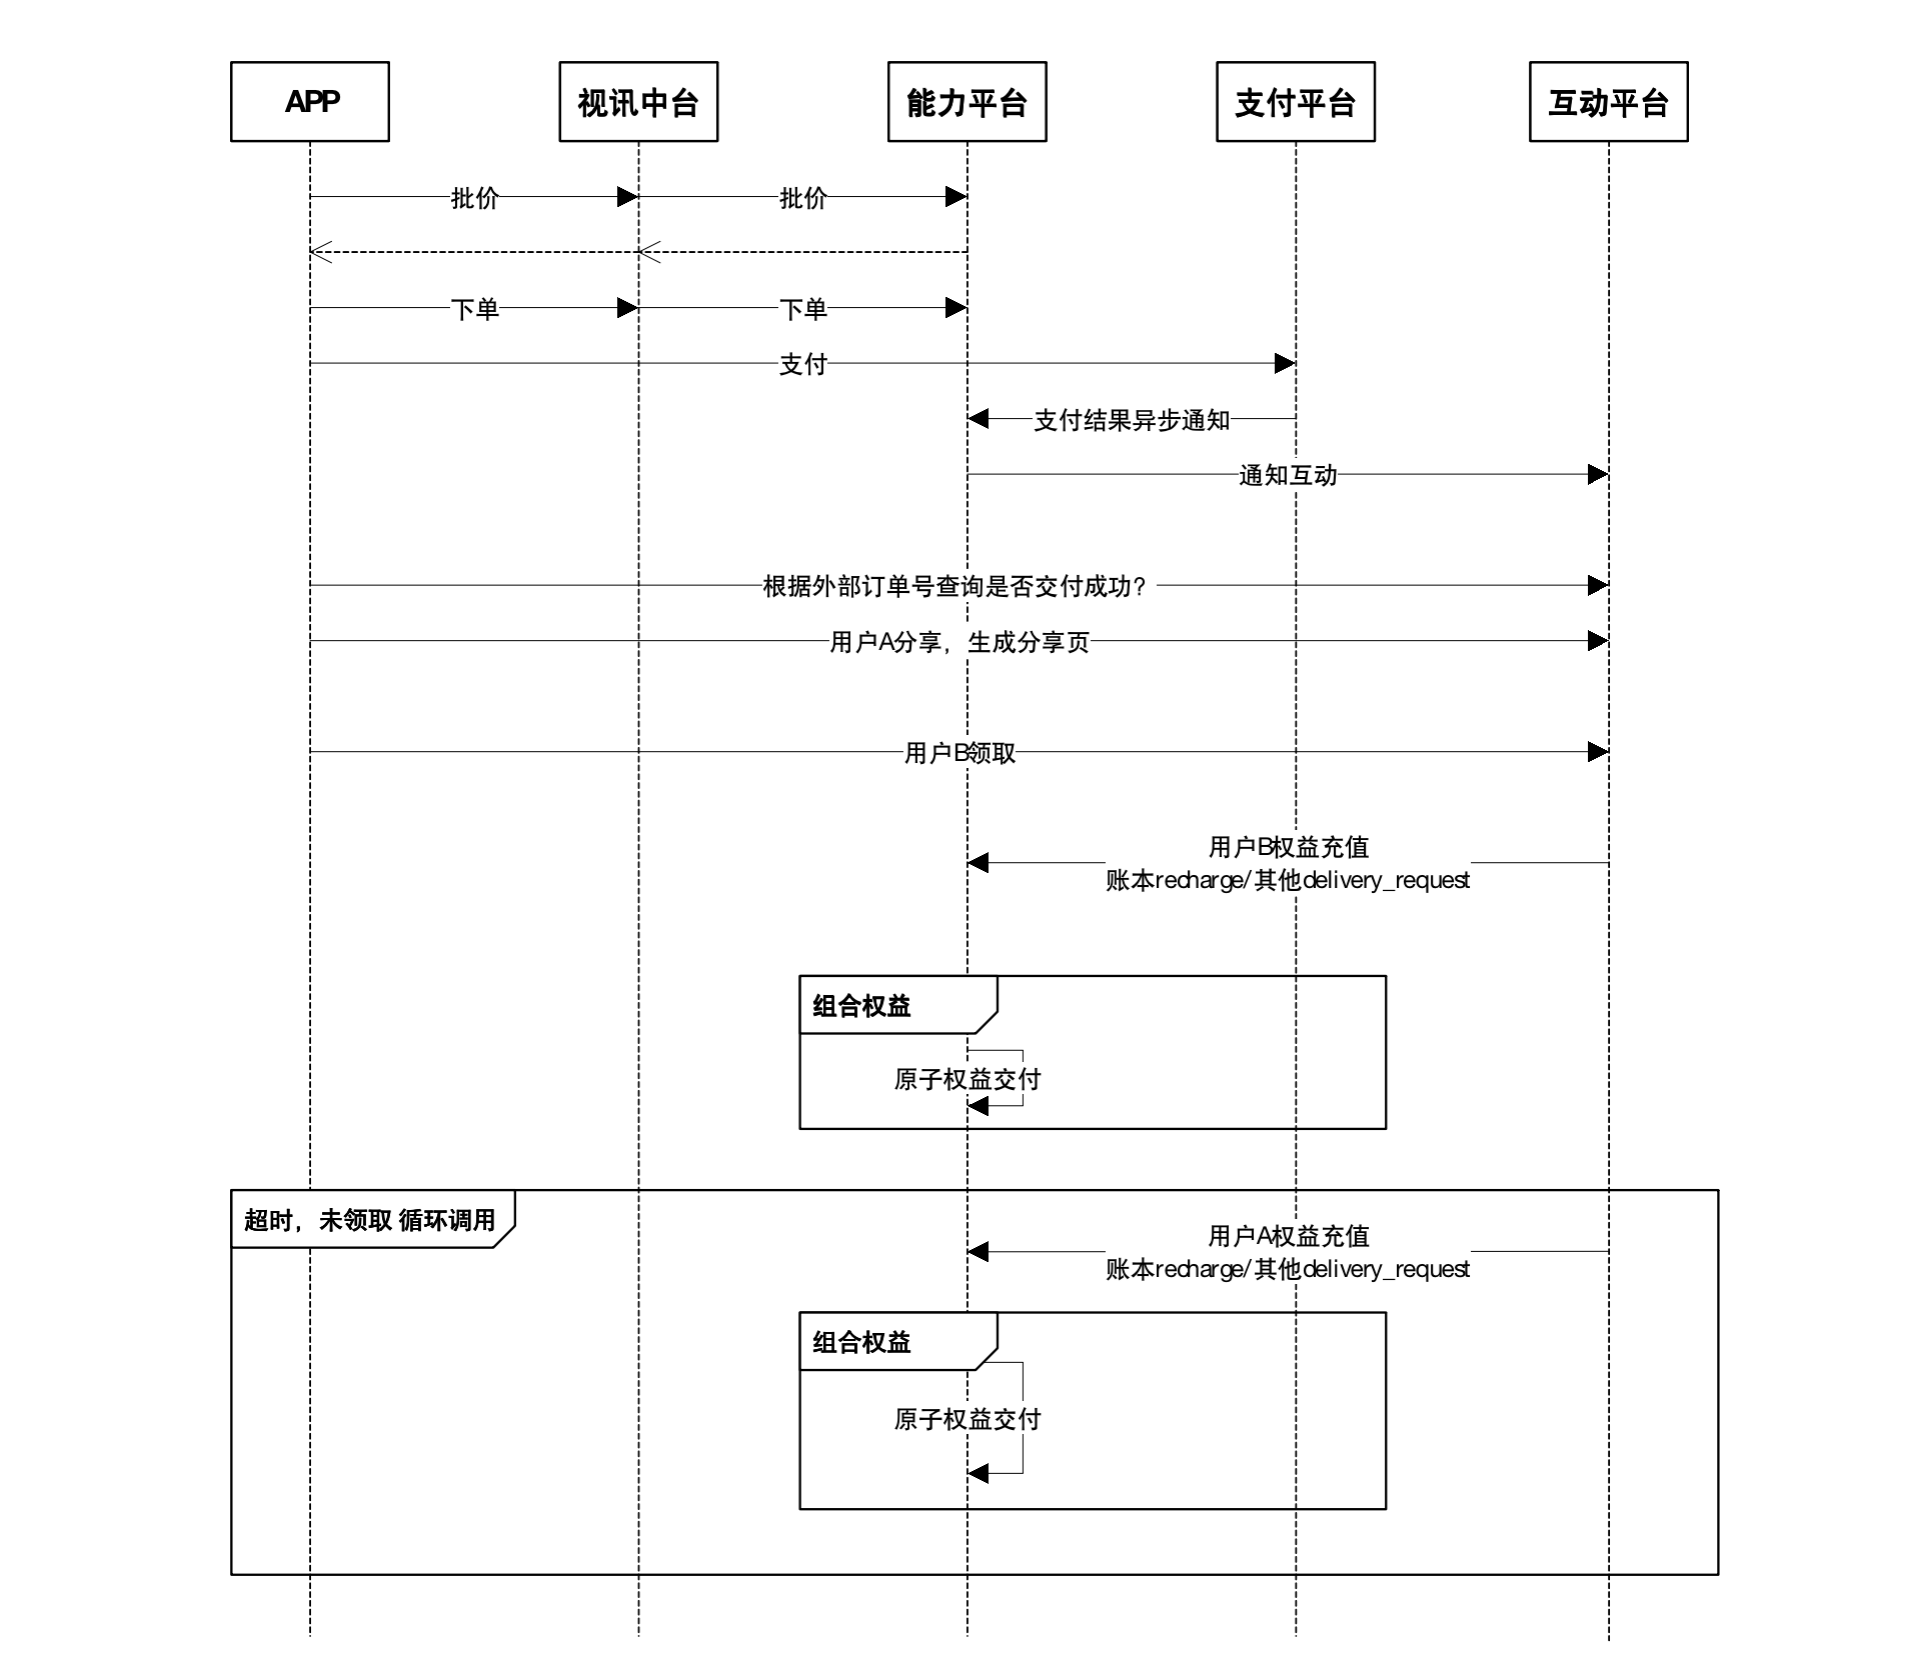 APP
视讯中台
能力平台
支付平台
互动平台
批价
批价
下单
下单
支付
支付结果异步通知
通知互动
根据外部订单号查询是否交付成功？
用户A分享，生成分享页
用户B领取
用户B权益充值
账本recharge/其他delivery_request
组合权益
原子权益交付
超时，未领取 循环调用
用户A权益充值
账本recharge/其他delivery_request
组合权益
原子权益交付